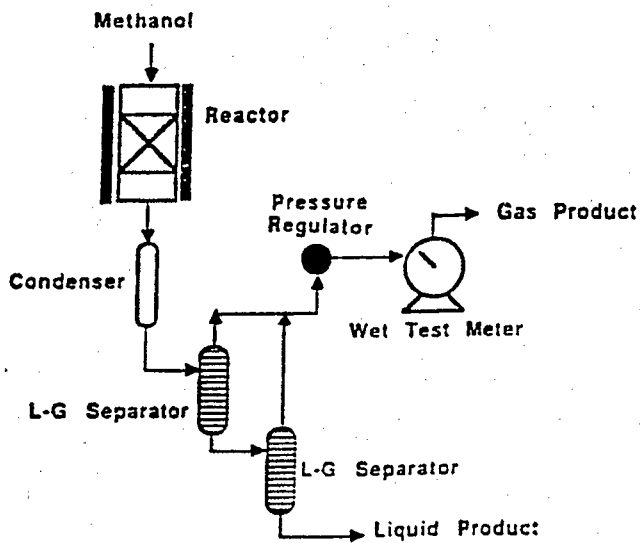 Methanol
Reactor
Pressure
Regulator
Gas Product
Condenser
Wet Test Meter
L-G Separator
L-G Separator
Liquid Product